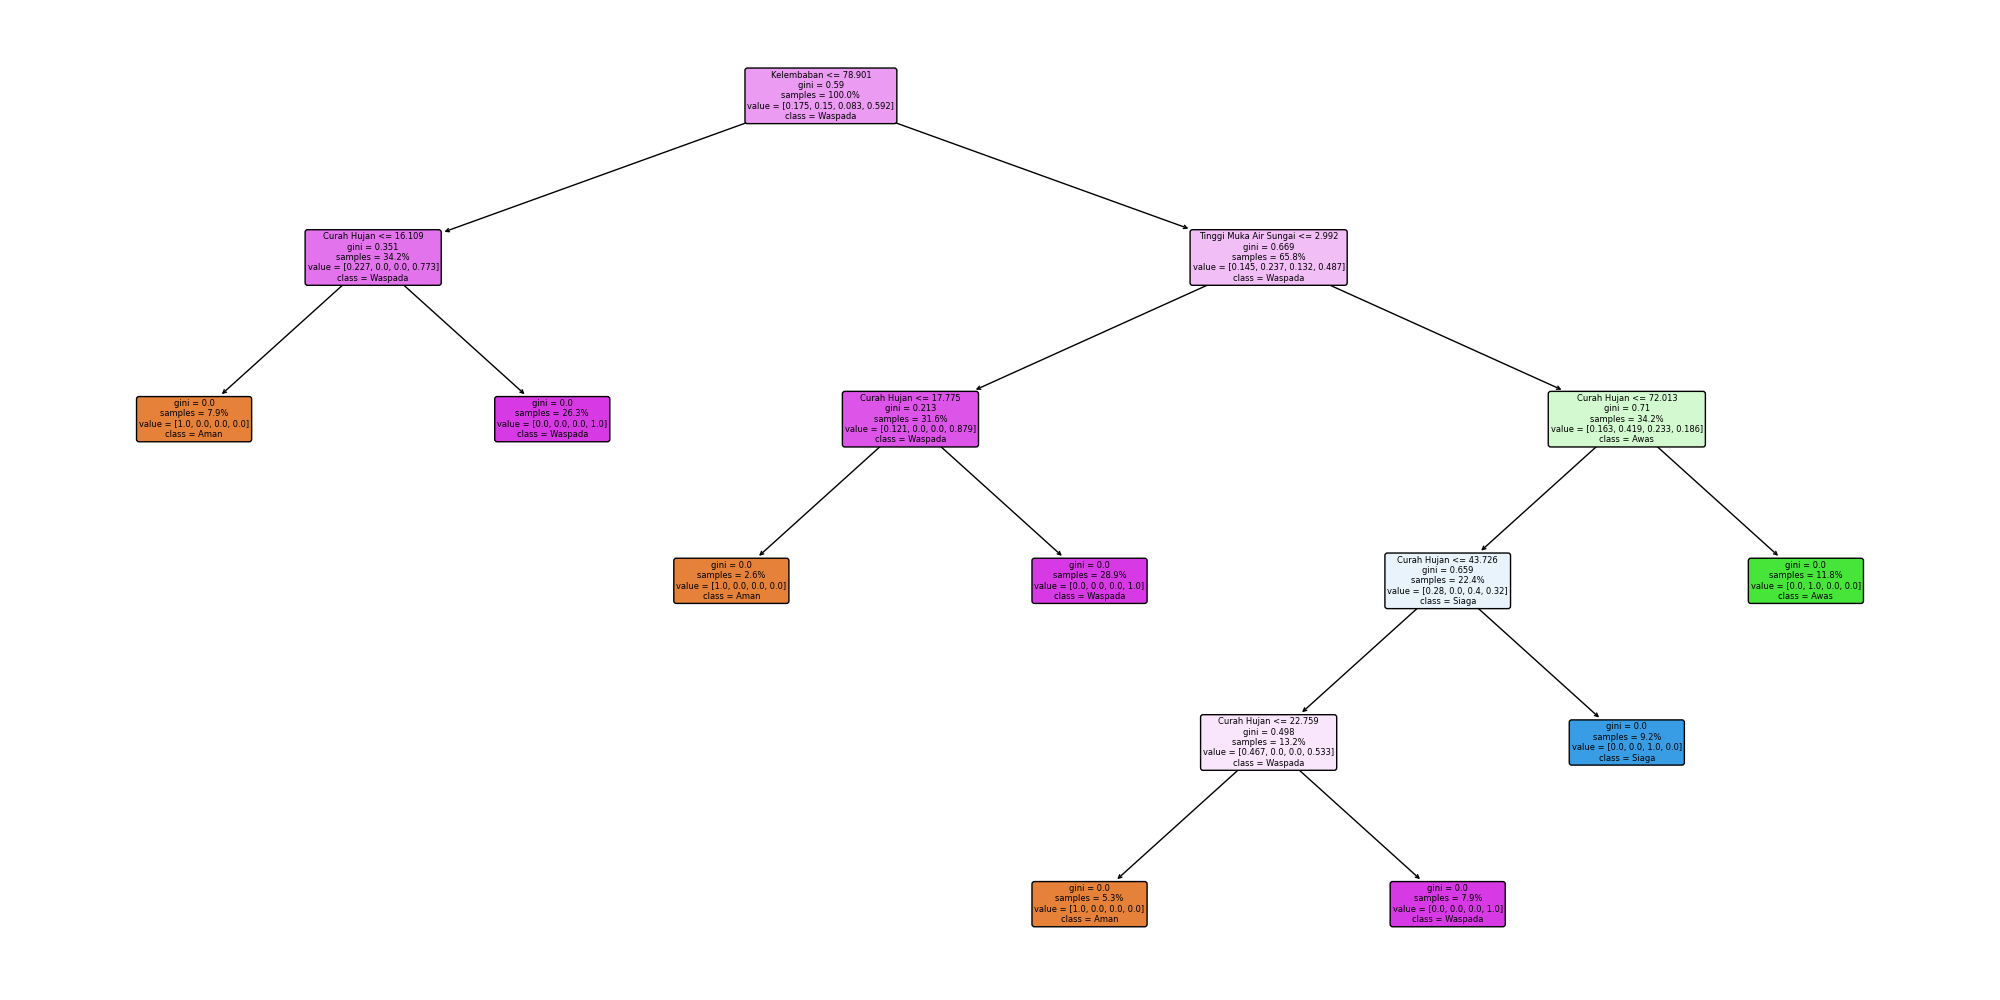 Kelembaban <= 78.901
gini = 0.59
samples = 100.0%
value = [0.175, 0.15, 0.083, 0.592]
class = Waspada
Curah Hujan <= 16.109
gini = 0.351
samples = 34.2%
value = [0.227, 0.0, 0.0, 0.773]
class = Waspada
Tinggi Muka Air Sungai <= 2.992
gini = 0.669
samples = 65.8%
value = [0.145, 0.237, 0.132, 0.487]
class = Waspada
gini = 0.0
samples = 7.9%
value = [1.0, 0.0, 0.0, 0.0]
class = Aman
gini = 0.0
samples = 26.3%
value = [0.0, 0.0, 0.0, 1.0]
class = Waspada
Curah Hujan <= 17.775
gini = 0.213
samples = 31.6%
value = [0.121, 0.0, 0.0, 0.879]
class = Waspada
Curah Hujan <= 72.013
gini = 0.71
samples = 34.2%
value = [0.163, 0.419, 0.233, 0.186]
class = Awas
gini = 0.0
samples = 2.6%
value = [1.0, 0.0, 0.0, 0.0]
class = Aman
gini = 0.0
samples = 28.9%
value = [0.0, 0.0, 0.0, 1.0]
class = Waspada
Curah Hujan <= 43.726
gini = 0.659
samples = 22.4%
value = [0.28, 0.0, 0.4, 0.32]
class = Siaga
gini = 0.0
samples = 11.8%
value = [0.0, 1.0, 0.0, 0.0]
class = Awas
Curah Hujan <= 22.759
gini = 0.498
samples = 13.2%
value = [0.467, 0.0, 0.0, 0.533]
class = Waspada
gini = 0.0
samples = 9.2%
value = [0.0, 0.0, 1.0, 0.0]
class = Siaga
gini = 0.0
samples = 5.3%
value = [1.0, 0.0, 0.0, 0.0]
class = Aman
gini = 0.0
samples = 7.9%
value = [0.0, 0.0, 0.0, 1.0]
class = Waspada